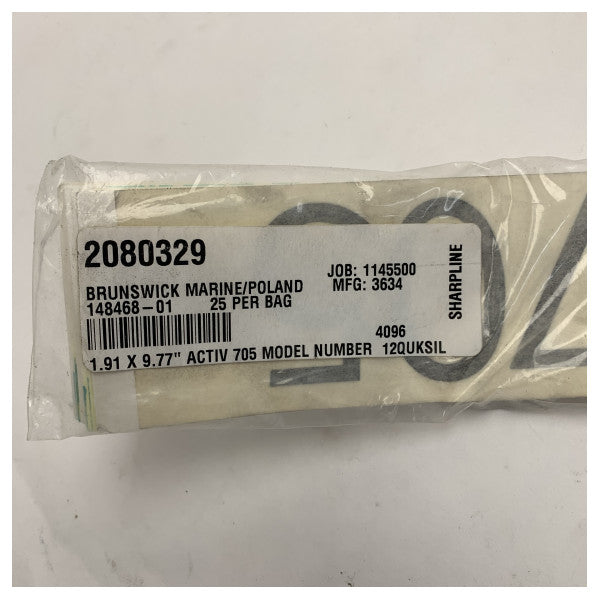 2080329
JOB: 1145500
BRUNSWICK MARINE/POLAND
MFG: 3634
148468-01 25 PER BAG
4096
1.91 X 9.77" ACTIV 705 MODEL NUMBER 12QUKSIL
SHARPLINE